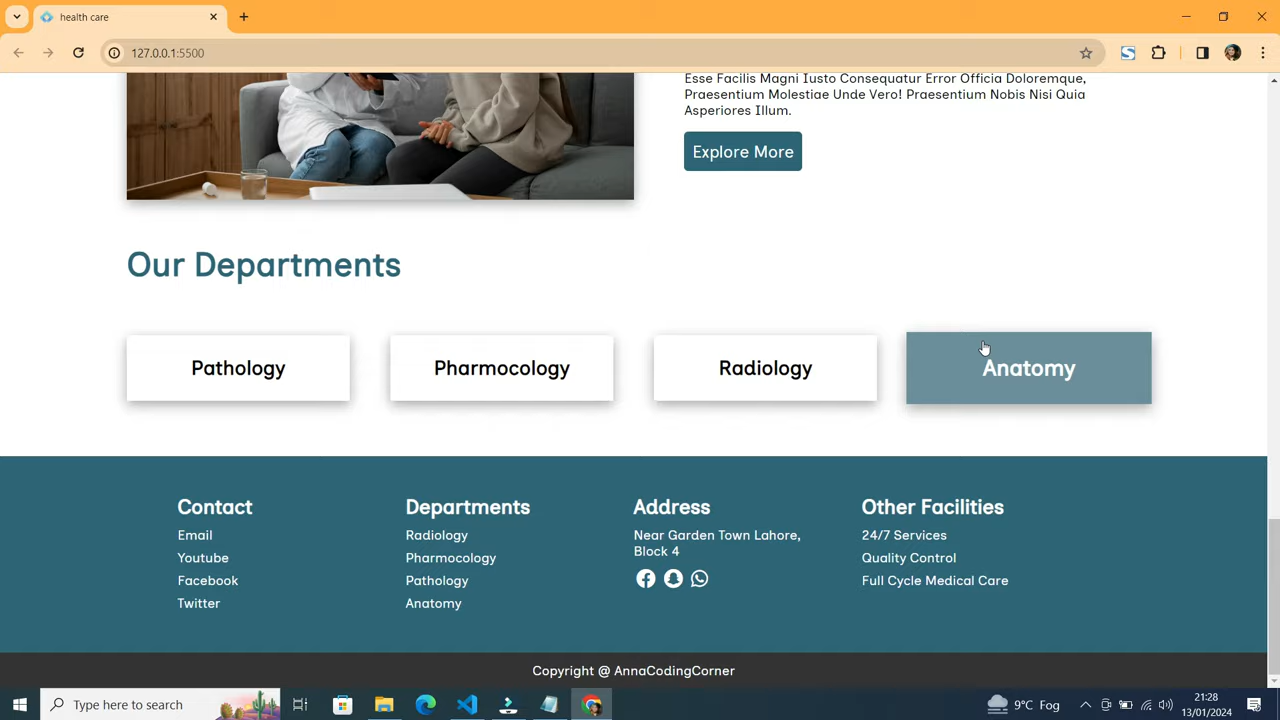 health care
127.0.0.1:5500
Esse Facilis Magni Iusto Consequatur Error Officia Doloremque,
Praesentium Molestiae Unde Vero! Praesentium Nobis Nisi Quia
Asperiores Illum.
Explore More
Our Departments
Pathology
Pharmocology
Radiology
Anatomy
Contact
Email
Youtube
Facebook
Twitter
Departments
Radiology
Pharmocology
Pathology
Anatomy
Address
Near Garden Town Lahore,
Block 4
Other Facilities
24/7 Services
Quality Control
Full Cycle Medical Care
Copyright @ AnnaCodingCorner
Type here to search
9°C Fog
21:28
13/01/2024